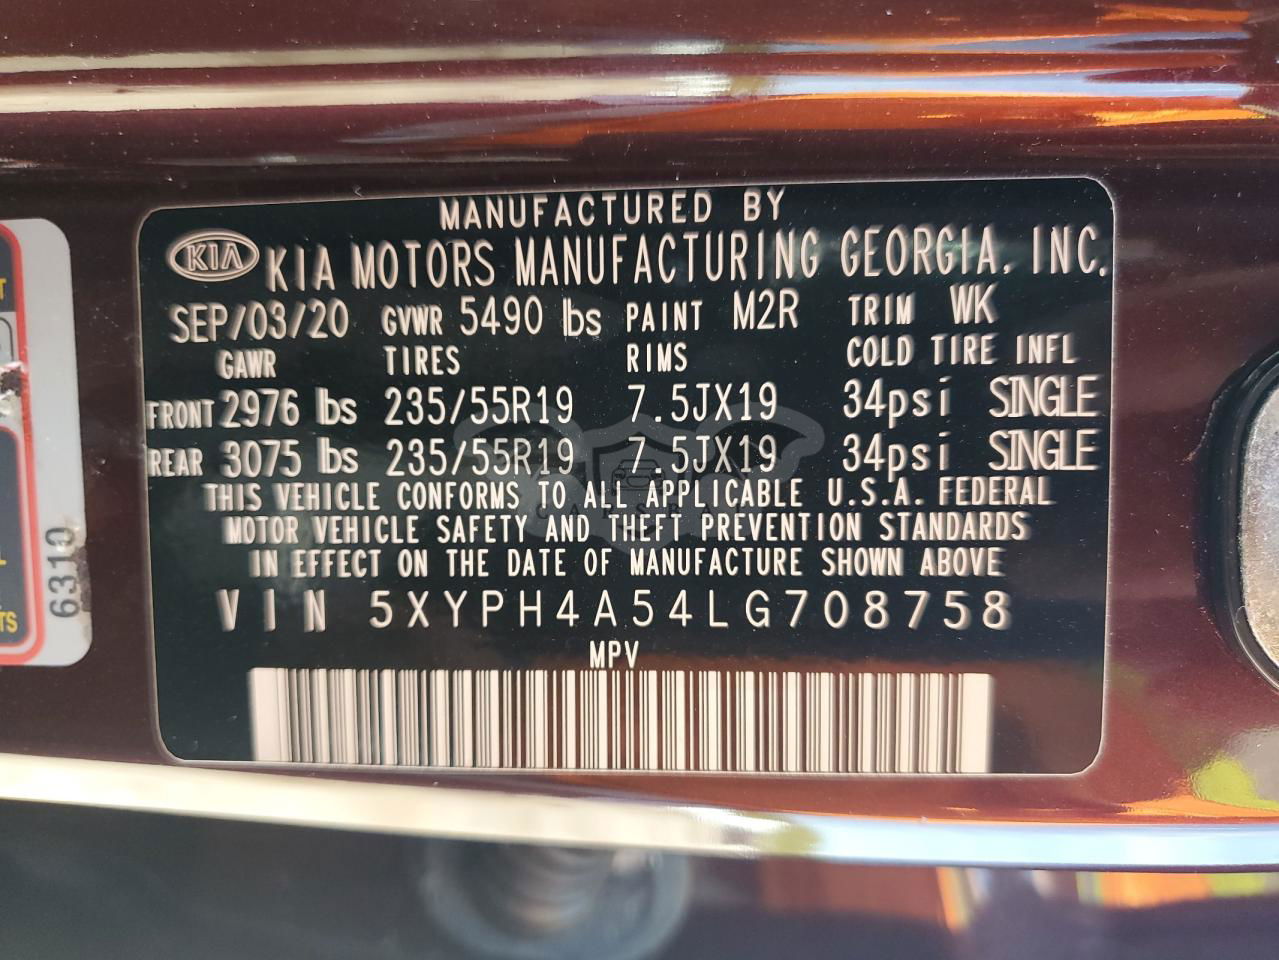 MANUFACTURED BY
KIA KIA MOTORS MANUFACTURING GEORGIA, INC.
SEP/03/20 GVWR 5490 lbs PAINT M2R TRIM WK
GAWR TIRES RIMS COLD TIRE INFL
FRONT 2976 lbs 235/55R19 7.5JX19 34psi SINGLE
REAR 3075 lbs 235/55R19 7.5JX19 34psi SINGLE
THIS VEHICLE CONFORMS TO ALL APPLICABLE U.S.A. FEDERAL
MOTOR VEHICLE SAFETY AND THEFT PREVENTION STANDARDS
IN EFFECT ON THE DATE OF MANUFACTURE SHOWN ABOVE
VIN 5XYPH4A54LG708758
MPV
6310